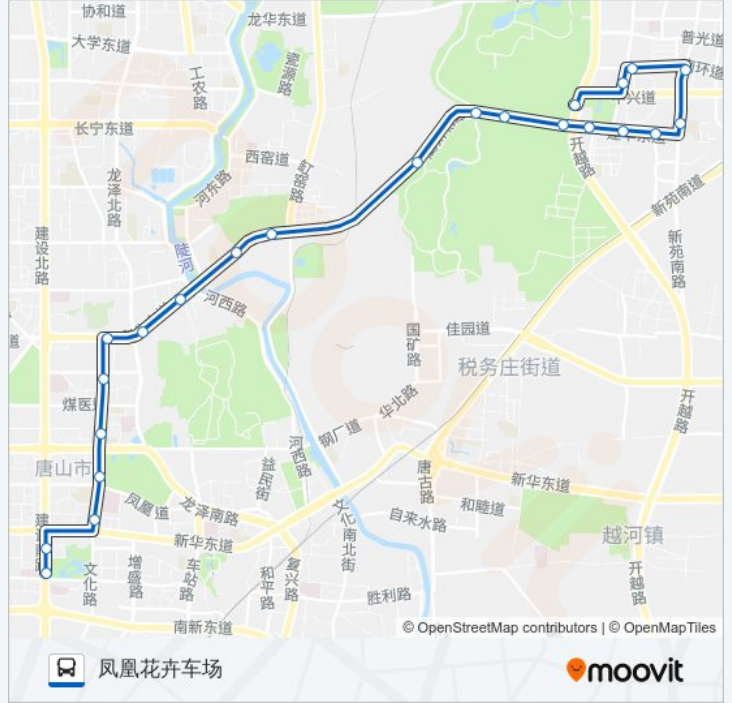 协和道
龙华东道
普光道
大学东道
瓷源路
南环道
工农路
中兴道
长宁东道
建华东道
西窑道
缸窑路
开越路
龙泽北路
河东路
新苑南道
建设北路
陡河
新苑南路
河西路
道
国矿路
佳园道
税务庄街道
煤医道
华北路
开越路
钢厂道
河西路
唐山市
益民街
唐古路
新华东道
凤凰道
龙泽南路
文化南北街
自来水路
和睦道
新华东道
越河镇
文化路
增盛路
车站路
和平路
复兴路
开越路
胜利路
南新东道
© OpenStreetMap contributors | © OpenMapTiles
凤凰花卉车场
moovit